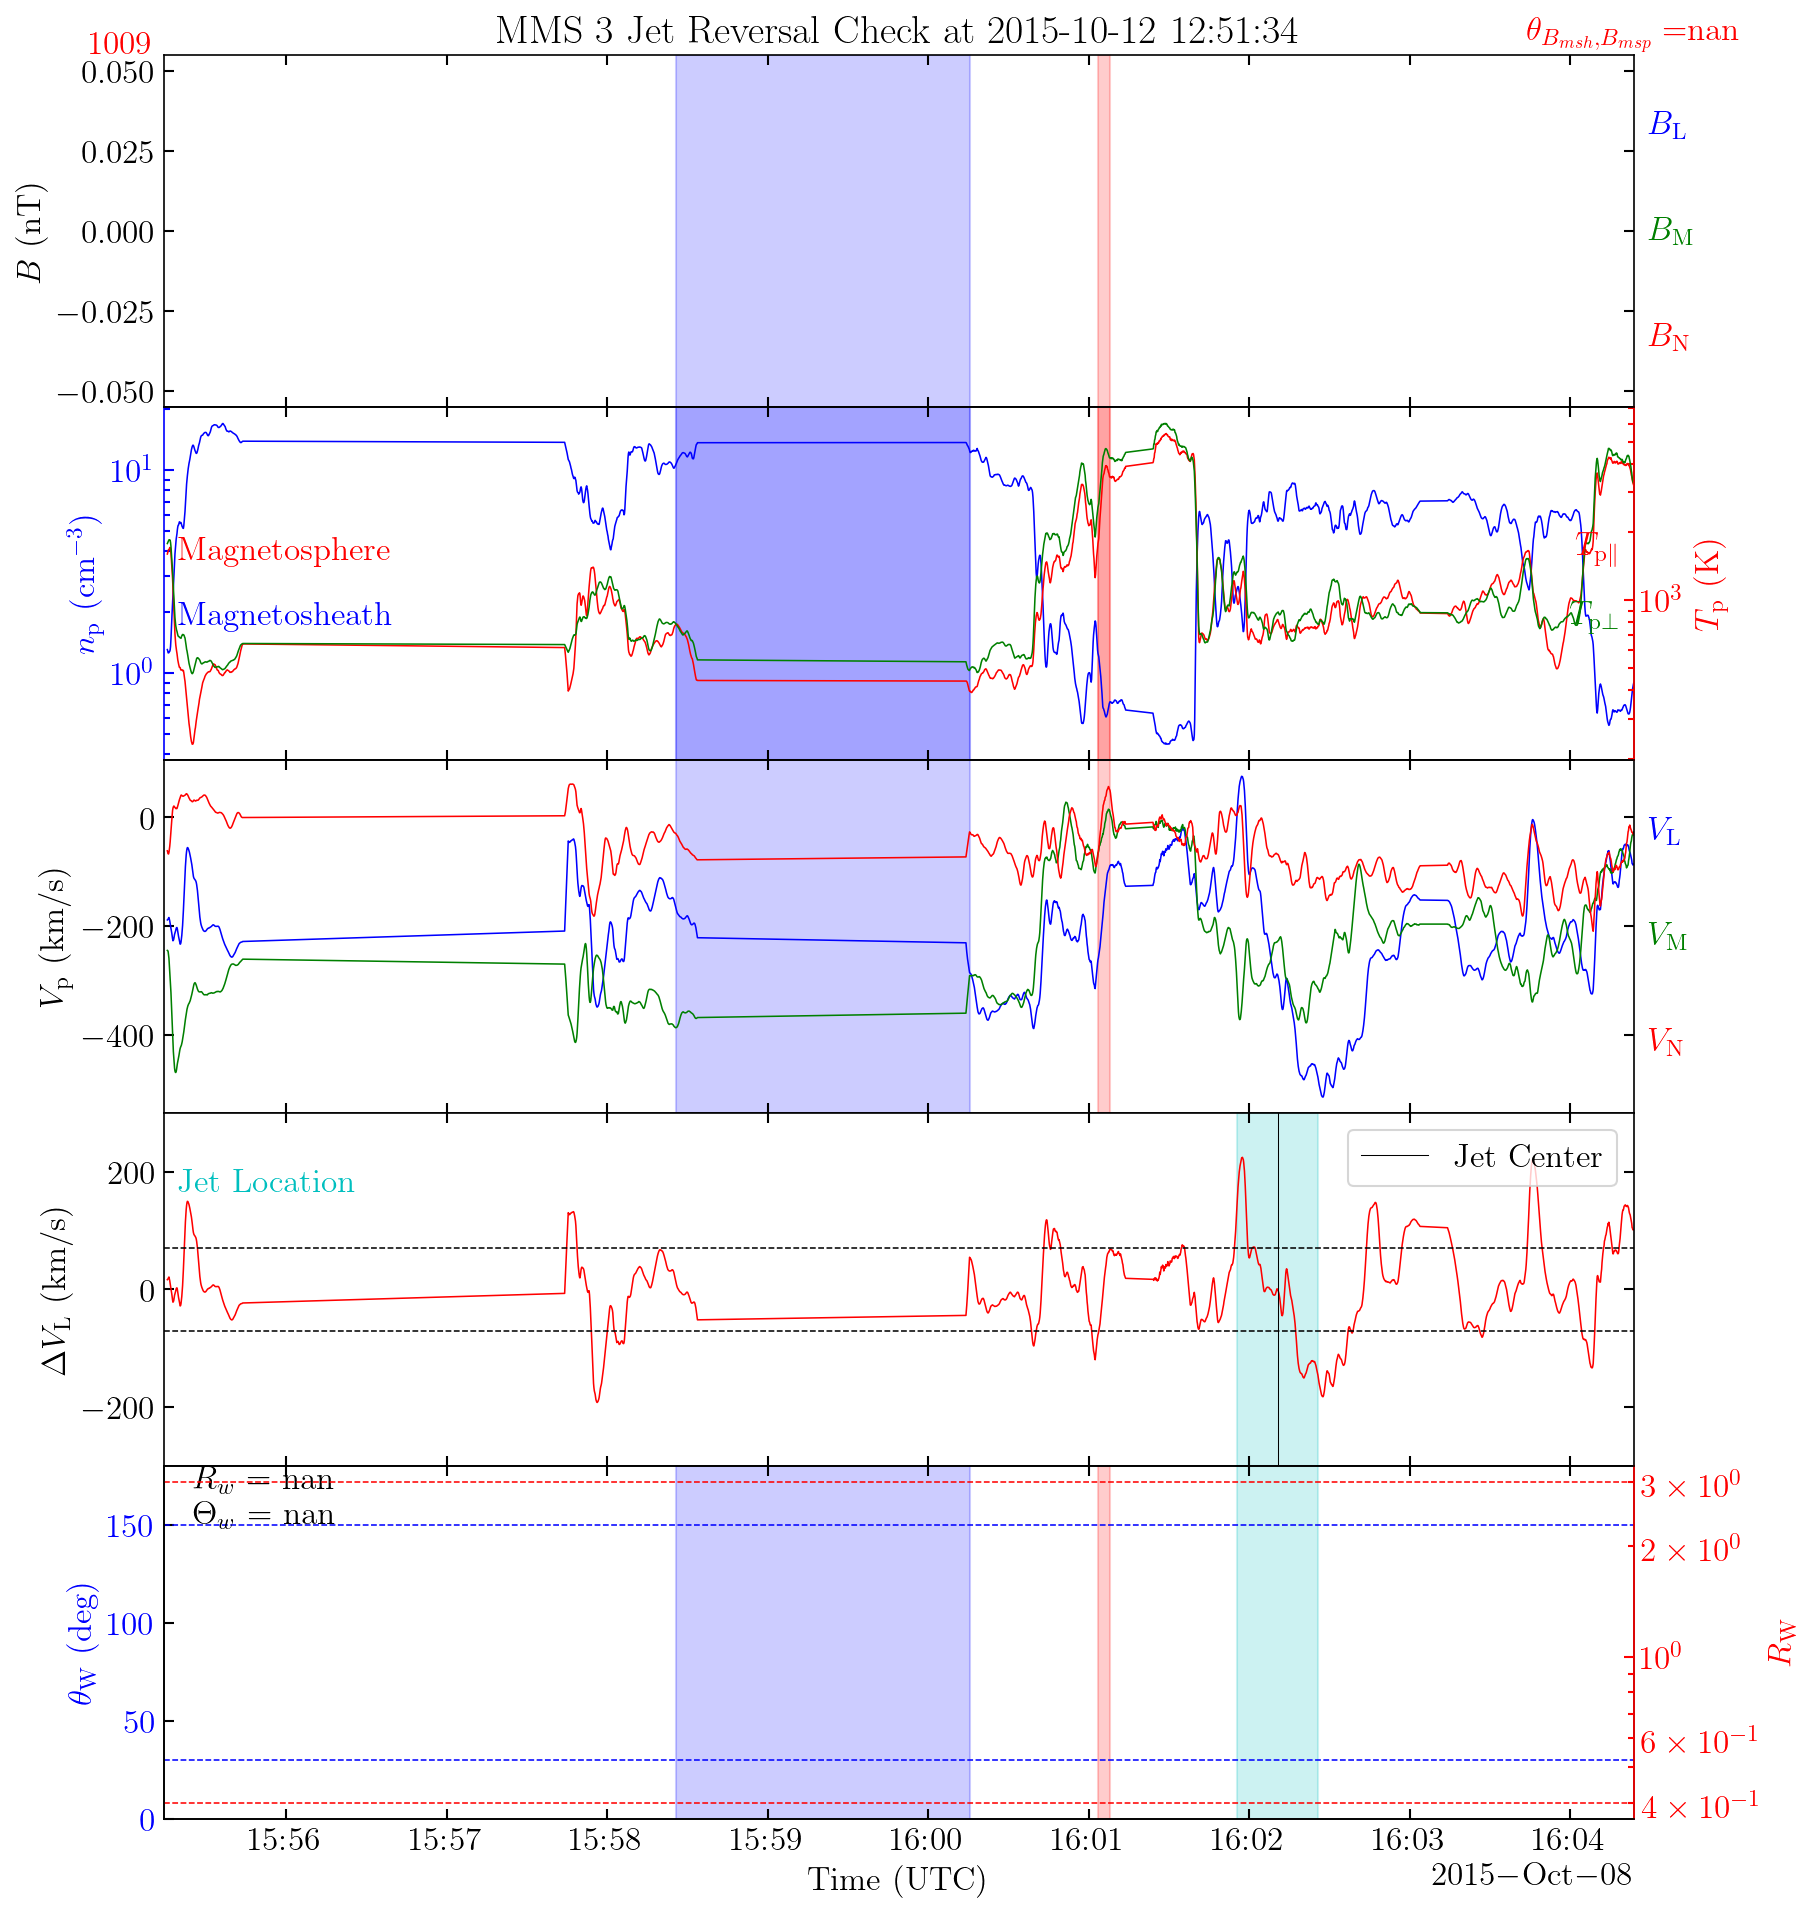 MMS 3 Jet Reversal Check at 2015-10-12 12:51:34
1009
θ_{B_{msh},B_{msp}} =nan
0.050
0.025
0.000
−0.025
−0.050
B (nT)
B_L
B_M
B_N
10^1
10^0
n_p (cm^{−3})
Magnetosphere
Magnetosheath
T_{p∥}
T_{p⊥}
10^3
T_p (K)
0
−200
−400
V_p (km/s)
V_L
V_M
V_N
200
0
−200
ΔV_L (km/s)
Jet Location
Jet Center
R_w = nan
Θ_w = nan
150
100
50
0
θ_W (deg)
3 × 10^0
2 × 10^0
10^0
6 × 10^{−1}
4 × 10^{−1}
R_W
15:56 15:57 15:58 15:59 16:00 16:01 16:02 16:03 16:04
Time (UTC)
2015−Oct−08